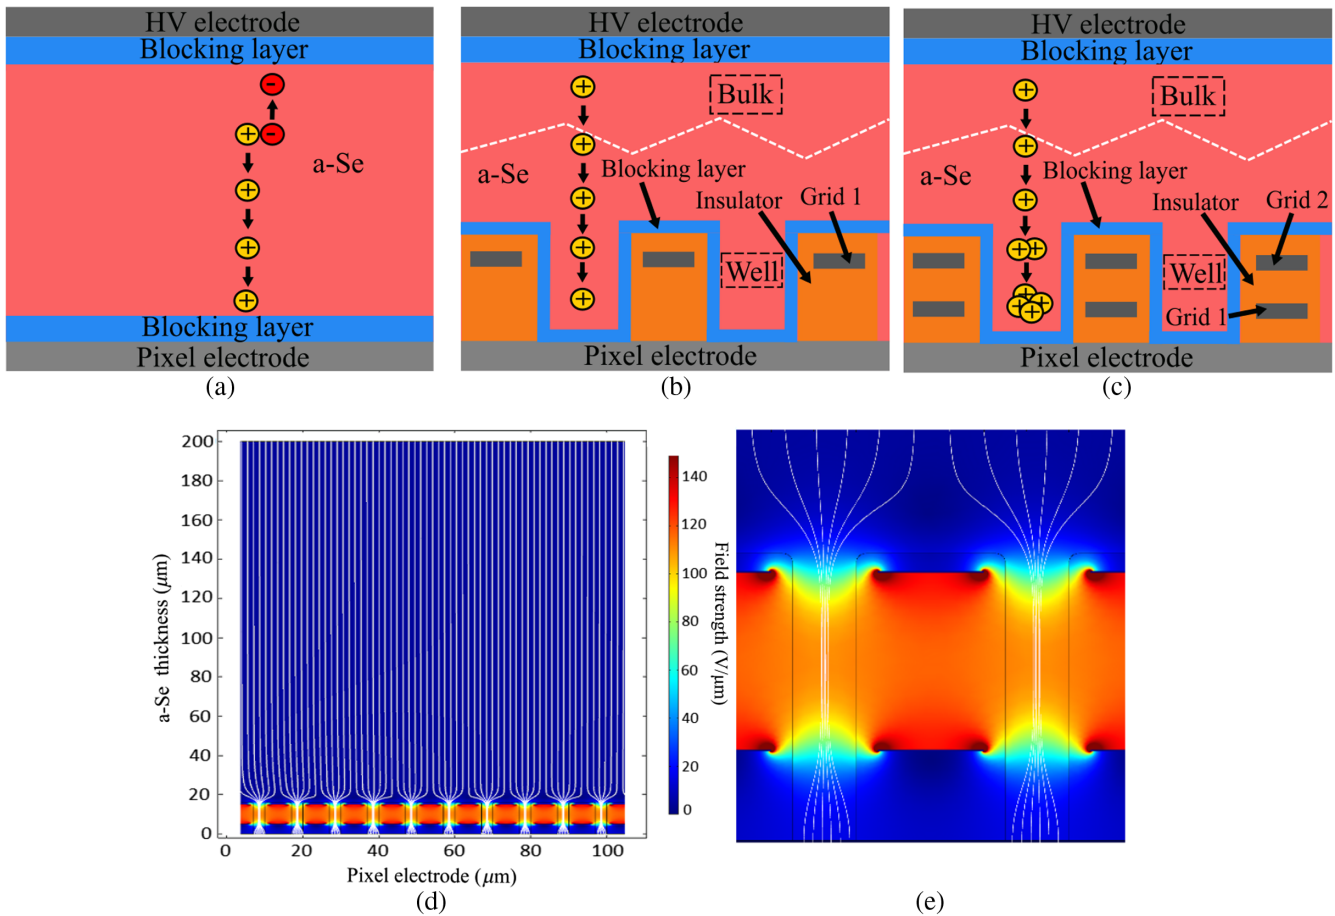 HV electrode
Blocking layer
-
+ -
a-Se
+
+
+
Blocking layer
Pixel electrode
(a)
HV electrode
Blocking layer
+
Bulk
+
a-Se
Blocking layer
+
Insulator
Grid 1
+
Well
+
Pixel electrode
(b)
HV electrode
Blocking layer
+
Bulk
+
a-Se
Blocking layer
+
Insulator
Grid 2
+ +
Well
+
+ +
+
Grid 1
Pixel electrode
(c)
a-Se thickness (μm)
200
180
160
140
120
100
80
60
40
20
0
0 20 40 60 80 100
Pixel electrode (μm)
(d)
140
120
100
80
60
40
20
0
Field strength (V/μm)
(e)